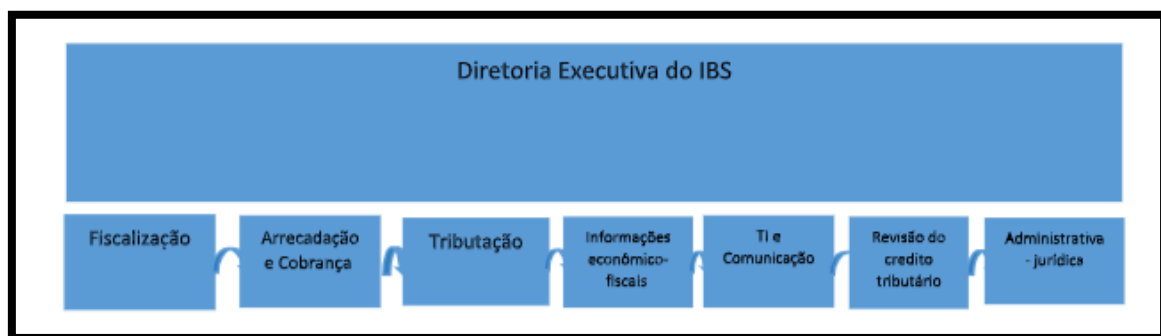 Diretoria Executiva do IBS
Fiscalização
Arrecadação
e Cobrança
Tributação
Informações
econômico-
fiscais
TI e
Comunicação
Revisão do
credito
tributário
Administrativa
- jurídica